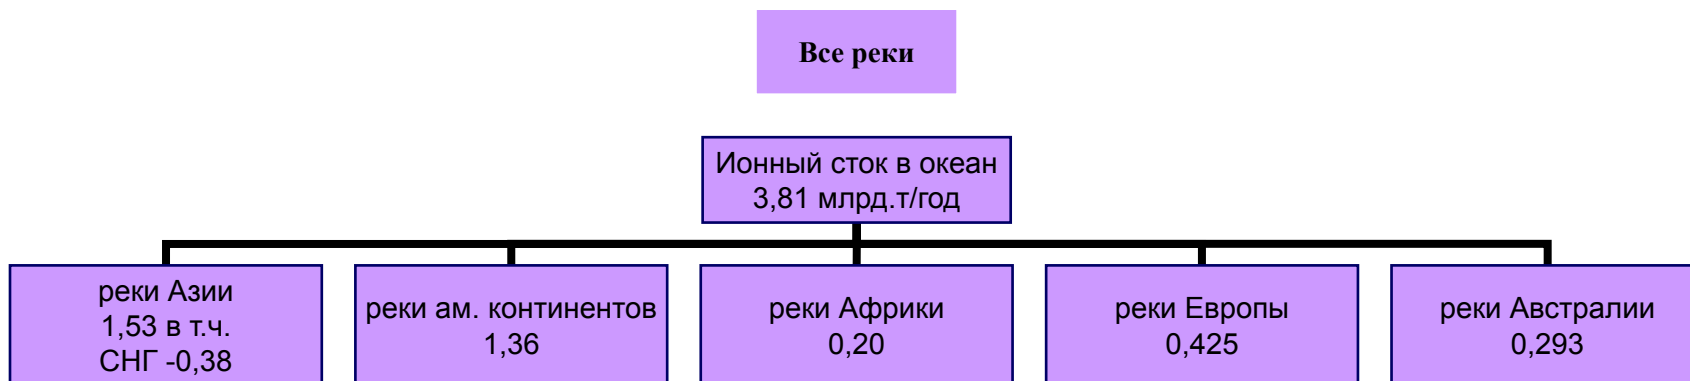 Все реки
Ионный сток в океан
3,81 млрд.т/год
реки Азии
1,53 в т.ч.
СНГ -0,38
реки ам. континентов
1,36
реки Африки
0,20
реки Европы
0,425
реки Австралии
0,293